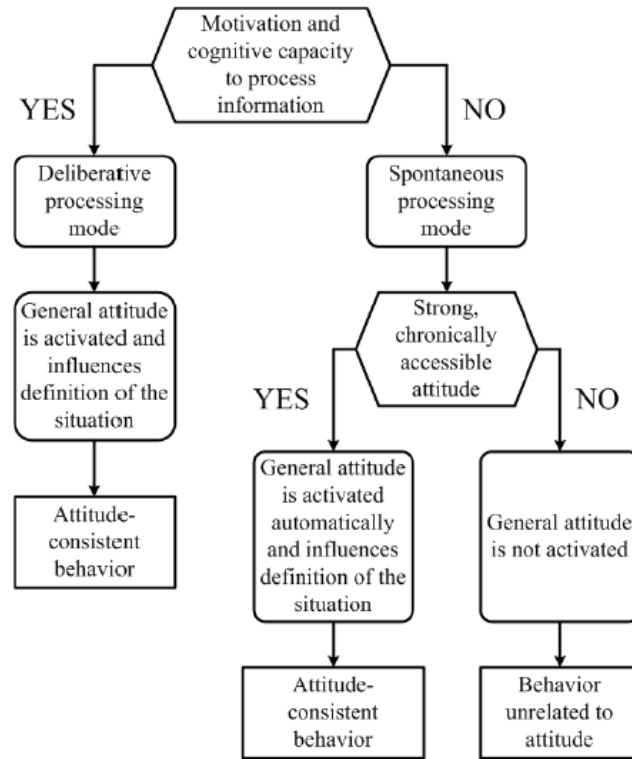 Motivation and
cognitive capacity
to process
information
YES
NO
Deliberative
processing
mode
Spontaneous
processing
mode
General attitude
is activated and
influences
definition of the
situation
Strong,
chronically
accessible
attitude
YES
NO
Attitude-
consistent
behavior
General attitude
is activated
automatically
and influences
definition of the
situation
General attitude
is not activated
Attitude-
consistent
behavior
Behavior
unrelated to
attitude